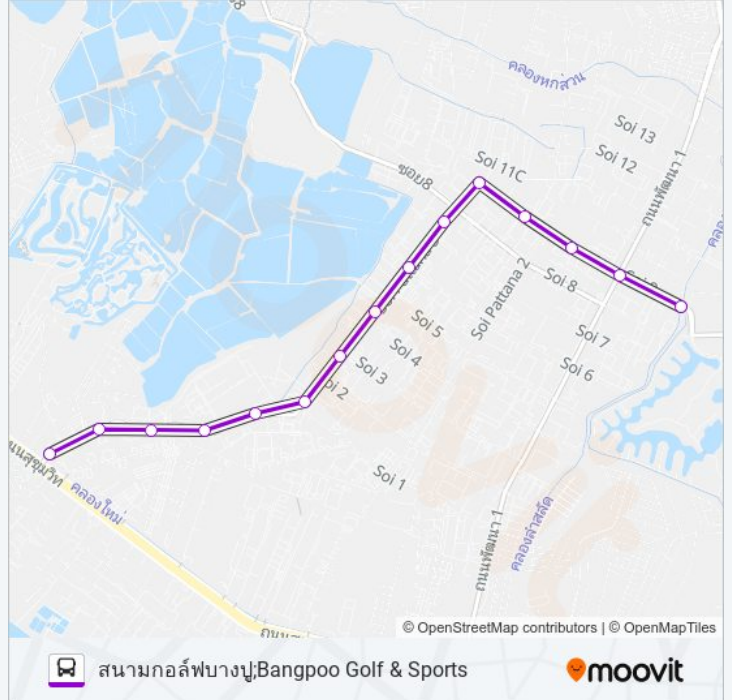 คลองหกส่วน
Soi 13
Soi 12
Soi 11C
ซอย8
ถนนพัฒนา 1
Soi 8
Soi Pattana 2
Soi 5
Soi 7
Soi 4
Soi 6
Soi 3
Soi 1
คลองใหม่
ถนนพัฒนา 1
คลองลำสลัด
© OpenStreetMap contributors | © OpenMapTiles
สนามกอล์ฟบางปู;Bangpoo Golf & Sports
moovit